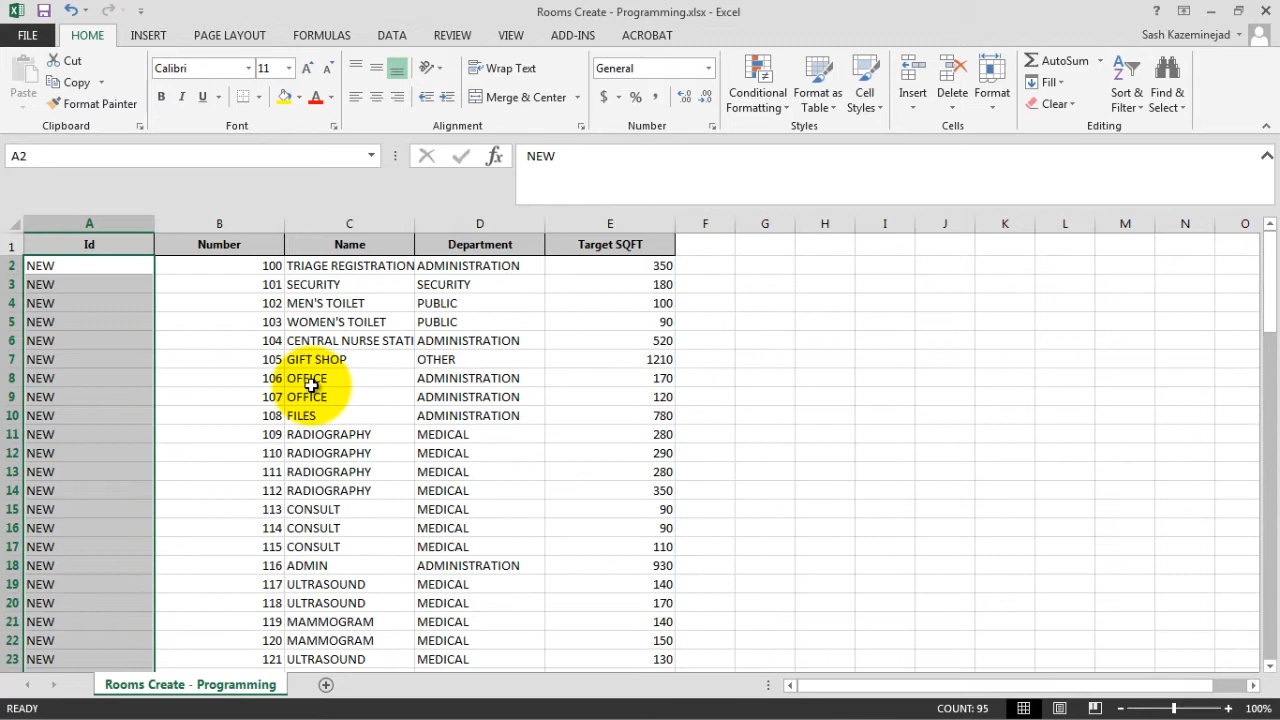 Rooms Create - Programming.xlsx - Excel
FILE HOME INSERT PAGE LAYOUT FORMULAS DATA REVIEW VIEW ADD-INS ACROBAT Sash Kazeminejad
Paste Cut Copy Format Painter Clipboard
Calibri 11 B I U A Font
Wrap Text Merge & Center Alignment
General $ % , Number
Conditional Formatting Format as Table Cell Styles Styles
Insert Delete Format Cells
AutoSum Fill Clear Sort & Filter Find & Select Editing
A2 fx NEW
A B C D E F G H I J K L M N O
1 Id Number Name Department Target SQFT
2 NEW 100 TRIAGE REGISTRATION ADMINISTRATION 350
3 NEW 101 SECURITY SECURITY 180
4 NEW 102 MEN'S TOILET PUBLIC 100
5 NEW 103 WOMEN'S TOILET PUBLIC 90
6 NEW 104 CENTRAL NURSE STATI ADMINISTRATION 520
7 NEW 105 GIFT SHOP OTHER 1210
8 NEW 106 OFFICE ADMINISTRATION 170
9 NEW 107 OFFICE ADMINISTRATION 120
10 NEW 108 FILES ADMINISTRATION 780
11 NEW 109 RADIOGRAPHY MEDICAL 280
12 NEW 110 RADIOGRAPHY MEDICAL 290
13 NEW 111 RADIOGRAPHY MEDICAL 280
14 NEW 112 RADIOGRAPHY MEDICAL 350
15 NEW 113 CONSULT MEDICAL 90
16 NEW 114 CONSULT MEDICAL 90
17 NEW 115 CONSULT MEDICAL 110
18 NEW 116 ADMIN ADMINISTRATION 930
19 NEW 117 ULTRASOUND MEDICAL 140
20 NEW 118 ULTRASOUND MEDICAL 170
21 NEW 119 MAMMOGRAM MEDICAL 140
22 NEW 120 MAMMOGRAM MEDICAL 150
23 NEW 121 ULTRASOUND MEDICAL 130
Rooms Create - Programming
READY COUNT: 95 100%